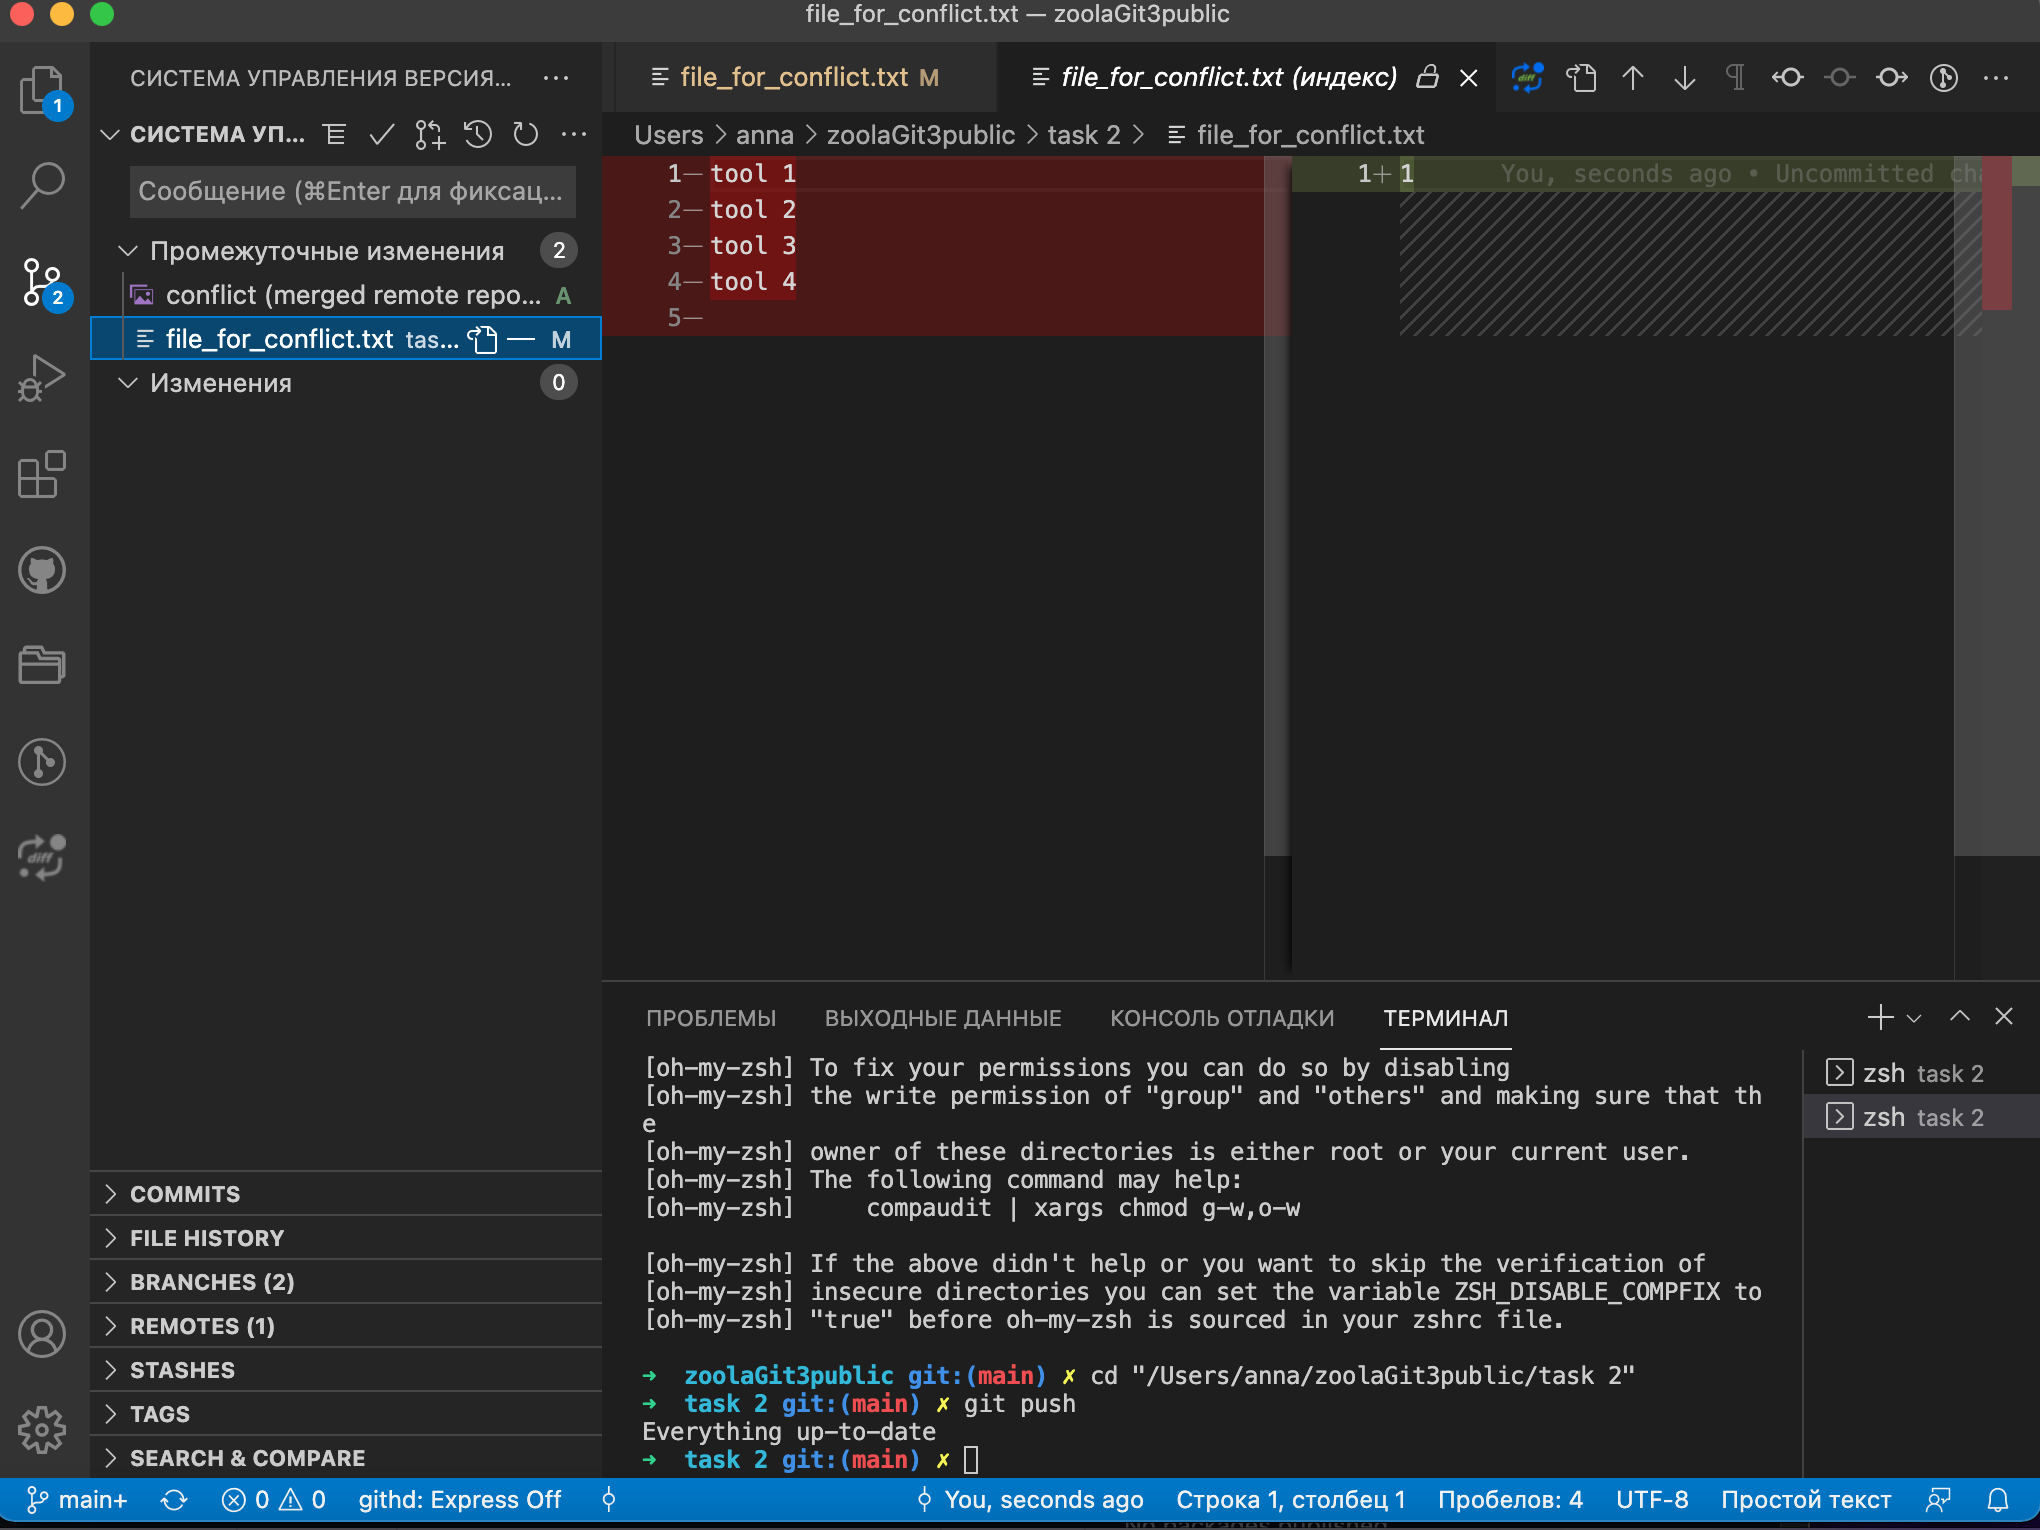 file_for_conflict.txt — zoolaGit3public
1
2
СИСТЕМА УПРАВЛЕНИЯ ВЕРСИЯ...
СИСТЕМА УП...
Сообщение (⌘Enter для фиксац...
Промежуточные изменения 2
conflict (merged remote repo... A
file_for_conflict.txt tas... M
Изменения 0
COMMITS
FILE HISTORY
BRANCHES (2)
REMOTES (1)
STASHES
TAGS
SEARCH & COMPARE
file_for_conflict.txt M
file_for_conflict.txt (индекс)
diff
Users > anna > zoolaGit3public > task 2 > file_for_conflict.txt
1— tool 1
2— tool 2
3— tool 3
4— tool 4
5—
1+ 1 You, seconds ago • Uncommitted cha
diff
ПРОБЛЕМЫ ВЫХОДНЫЕ ДАННЫЕ КОНСОЛЬ ОТЛАДКИ ТЕРМИНАЛ
[oh-my-zsh] To fix your permissions you can do so by disabling
[oh-my-zsh] the write permission of "group" and "others" and making sure that th
e
[oh-my-zsh] owner of these directories is either root or your current user.
[oh-my-zsh] The following command may help:
[oh-my-zsh]     compaudit | xargs chmod g-w,o-w
[oh-my-zsh] If the above didn't help or you want to skip the verification of
[oh-my-zsh] insecure directories you can set the variable ZSH_DISABLE_COMPFIX to
[oh-my-zsh] "true" before oh-my-zsh is sourced in your zshrc file.
➜ zoolaGit3public git:(main) ✗ cd "/Users/anna/zoolaGit3public/task 2"
➜ task 2 git:(main) ✗ git push
Everything up-to-date
➜ task 2 git:(main) ✗
zsh task 2
zsh task 2
main+ 0 0 githd: Express Off You, seconds ago Строка 1, столбец 1 Пробелов: 4 UTF-8 Простой текст